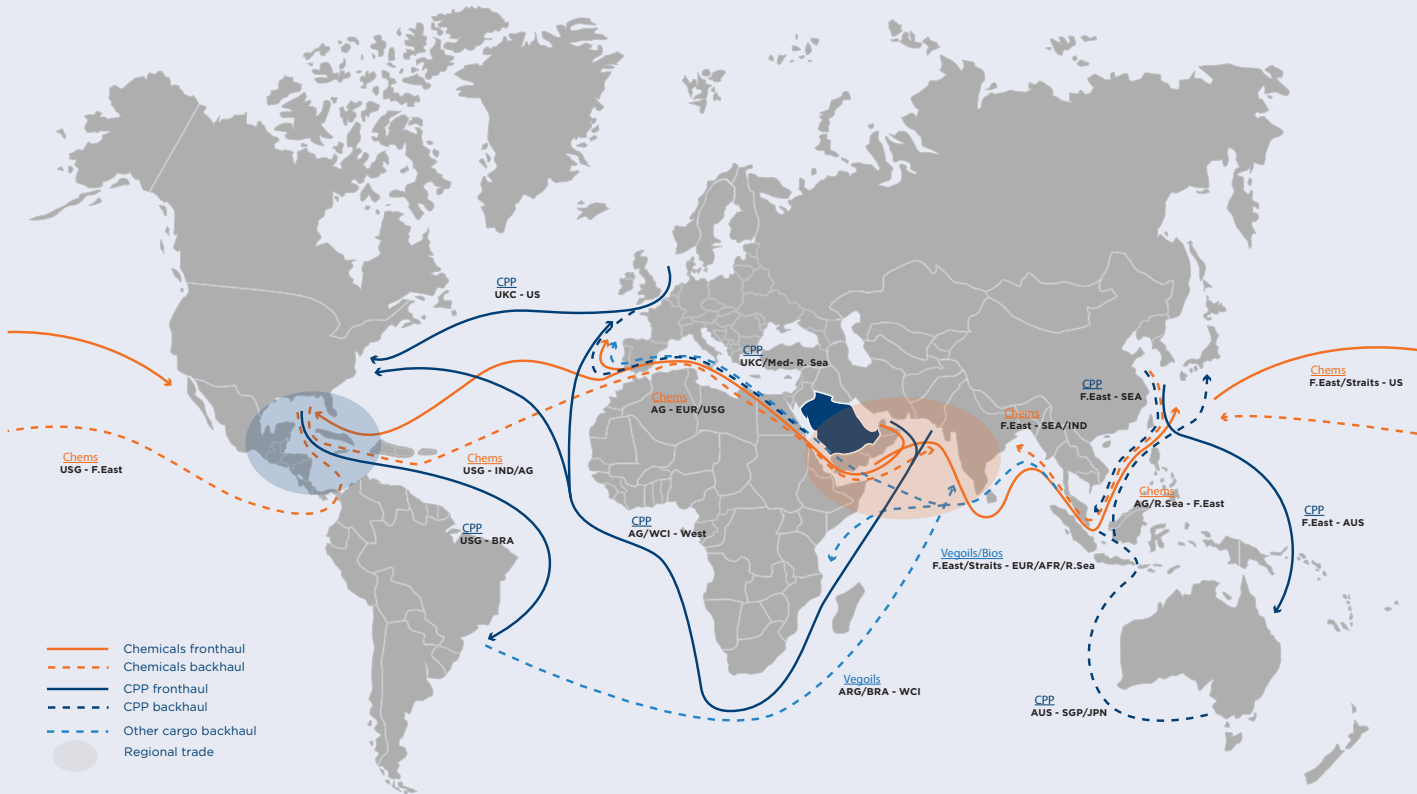 CPP
UKC - US
CPP
UKC/Med- R. Sea
Chems
F.East/Straits - US
CPP
F.East - SEA
Chems
AG - EUR/USG
Chems
F.East - SEA/IND
Chems
USG - F.East
Chems
USG - IND/AG
Chems
AG/R.Sea - F.East
CPP
F.East - AUS
CPP
USG - BRA
CPP
AG/WCI - West
Vegoils/Bios
F.East/Straits - EUR/AFR/R.Sea
Vegoils
ARG/BRA - WCI
CPP
AUS - SGP/JPN
Chemicals fronthaul
Chemicals backhaul
CPP fronthaul
CPP backhaul
Other cargo backhaul
Regional trade